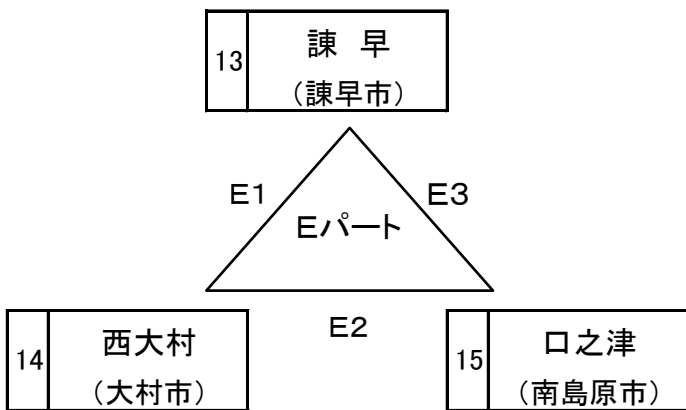 13
諫 早
(諫早市)
E1
E3
Eパート
E2
14
西大村
(大村市)
15
口之津
(南島原市)